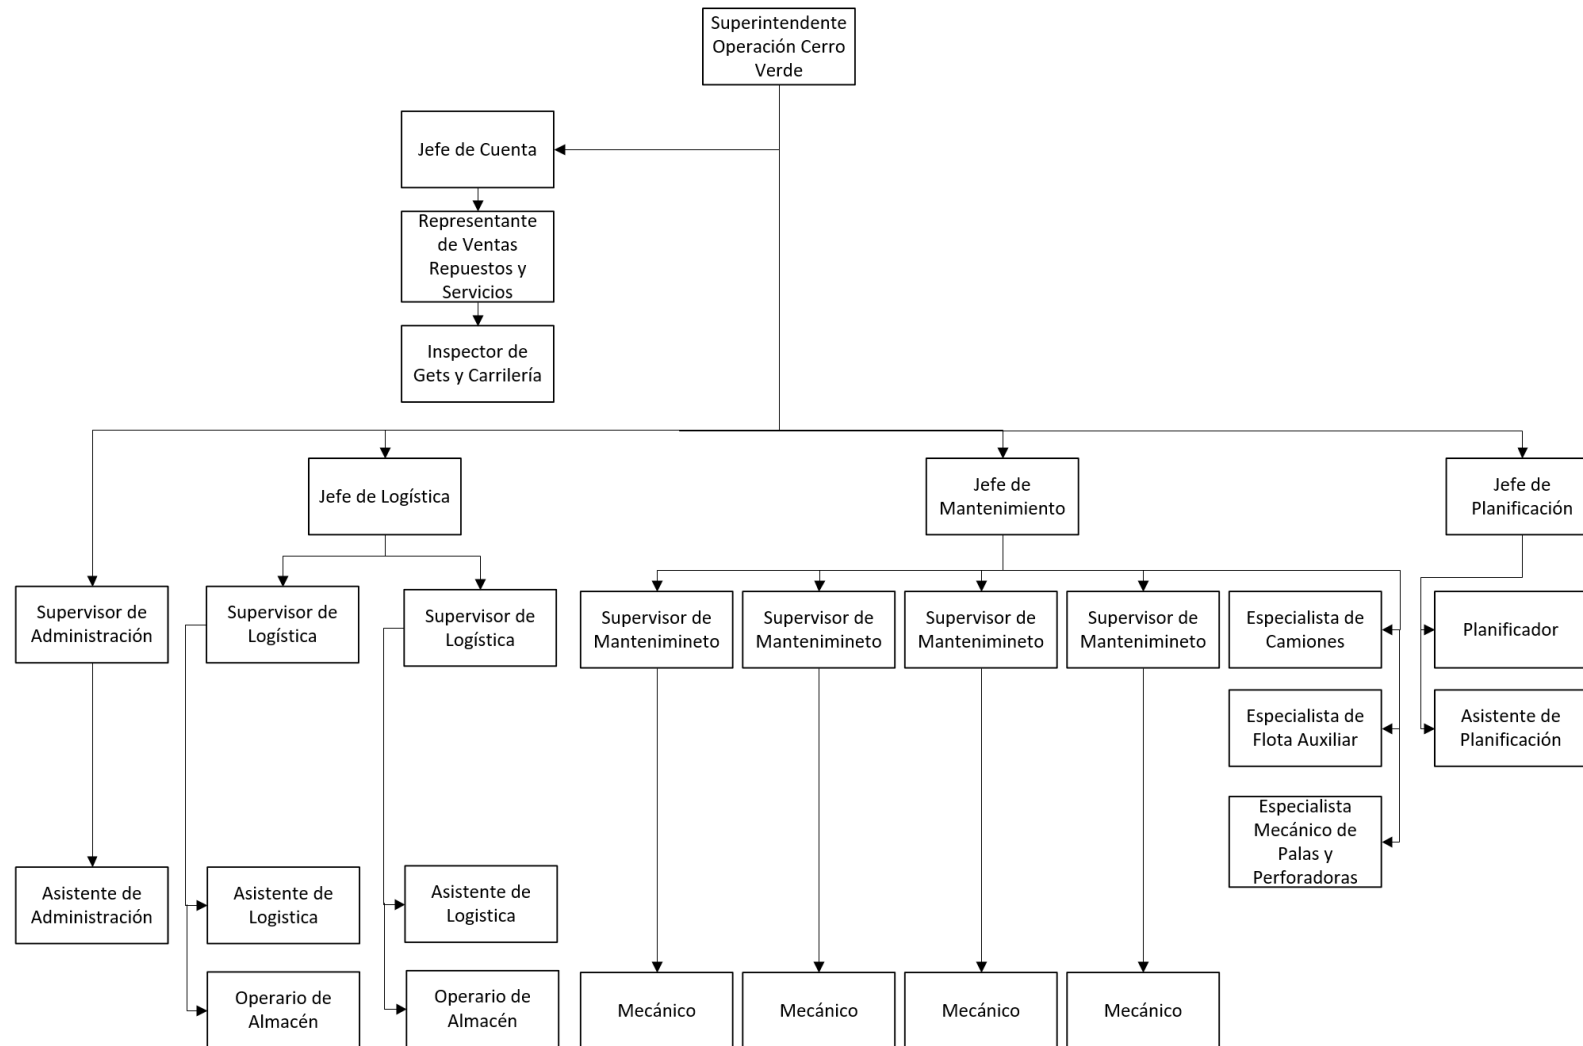 Superintendente
Operación Cerro
Verde
Jefe de Cuenta
Representante
de Ventas
Repuestos y
Servicios
Inspector de
Gets y Carrilería
Jefe de Logística
Jefe de
Mantenimiento
Jefe de
Planificación
Supervisor de
Administración
Supervisor de
Logística
Supervisor de
Logística
Supervisor de
Mantenimineto
Supervisor de
Mantenimineto
Supervisor de
Mantenimineto
Supervisor de
Mantenimineto
Especialista de
Camiones
Planificador
Especialista de
Flota Auxiliar
Asistente de
Planificación
Especialista
Mecánico de
Palas y
Perforadoras
Asistente de
Administración
Asistente de
Logistica
Asistente de
Logistica
Operario de
Almacén
Operario de
Almacén
Mecánico
Mecánico
Mecánico
Mecánico